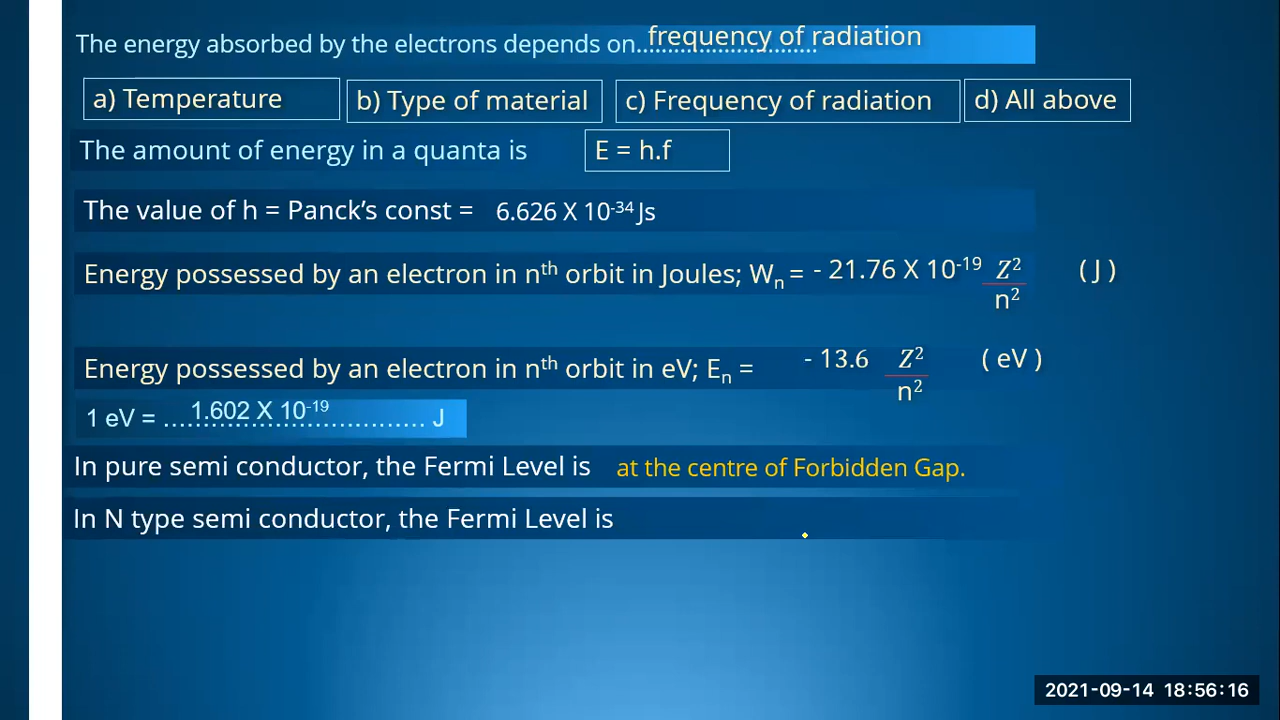 The energy absorbed by the electrons depends on.............................. frequency of radiation
a) Temperature b) Type of material c) Frequency of radiation d) All above
The amount of energy in a quanta is E = h.f
The value of h = Panck’s const = 6.626 X 10⁻³⁴ Js
Energy possessed by an electron in nᵗʰ orbit in Joules; Wₙ = - 21.76 X 10⁻¹⁹ Z²/n² ( J )
Energy possessed by an electron in nᵗʰ orbit in eV; Eₙ = - 13.6 Z²/n² ( eV )
1 eV = ...1.602 X 10⁻¹⁹............ J
In pure semi conductor, the Fermi Level is at the centre of Forbidden Gap.
In N type semi conductor, the Fermi Level is
2021-09-14 18:56:16